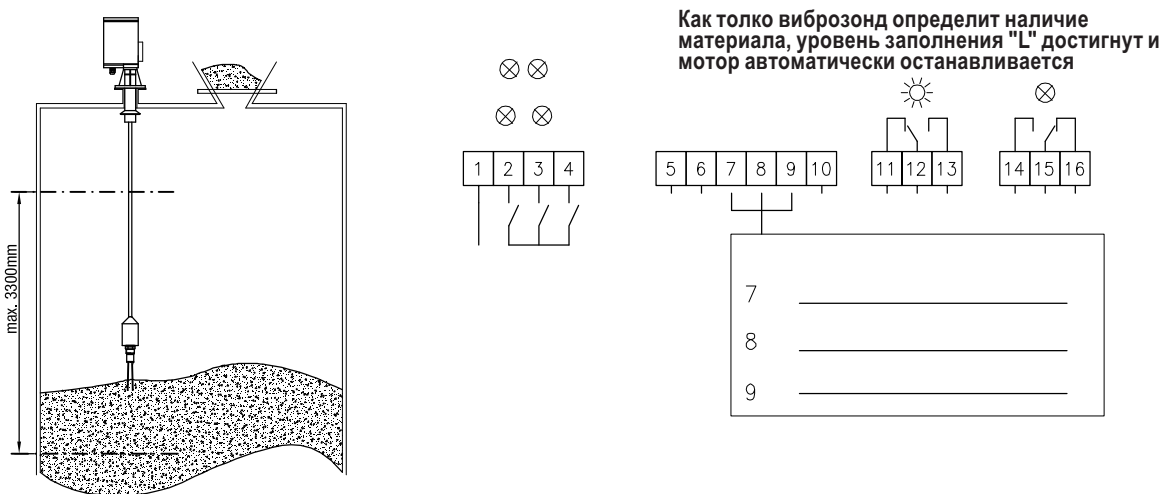 Как толко виброзонд определит наличие
материала, уровень заполнения "L" достигнут и
мотор автоматически останавливается
1 2 3 4
5 6 7 8 9 10
11 12 13
14 15 16
max. 3300mm
7
8
9